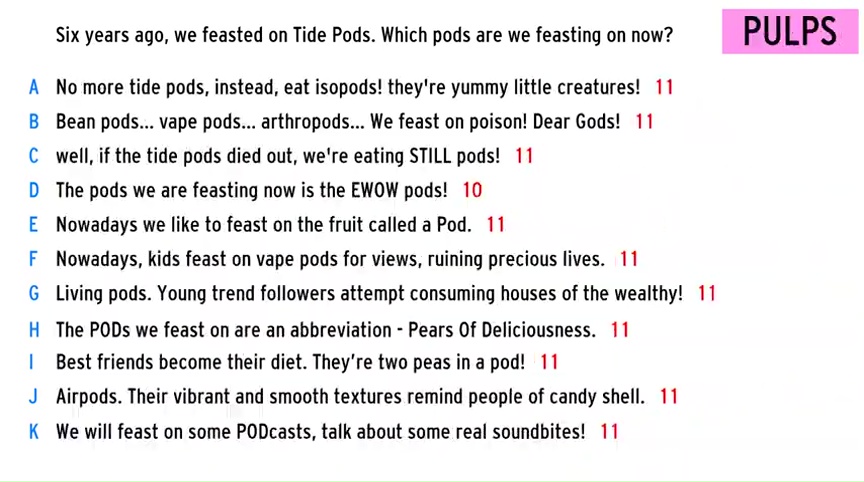 Six years ago, we feasted on Tide Pods. Which pods are we feasting on now?
PULPS
A No more tide pods, instead, eat isopods! they're yummy little creatures! 11
B Bean pods... vape pods... arthropods... We feast on poison! Dear Gods! 11
C well, if the tide pods died out, we're eating STILL pods! 11
D The pods we are feasting now is the EWOW pods! 10
E Nowadays we like to feast on the fruit called a Pod. 11
F Nowadays, kids feast on vape pods for views, ruining precious lives. 11
G Living pods. Young trend followers attempt consuming houses of the wealthy! 11
H The PODs we feast on are an abbreviation - Pears Of Deliciousness. 11
I Best friends become their diet. They’re two peas in a pod! 11
J Airpods. Their vibrant and smooth textures remind people of candy shell. 11
K We will feast on some PODcasts, talk about some real soundbites! 11